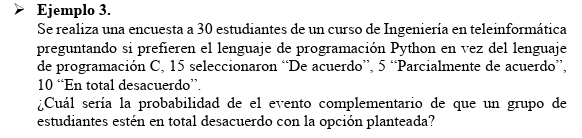 ➤ Ejemplo 3.
Se realiza una encuesta a 30 estudiantes de un curso de Ingeniería en teleinformática
preguntando si prefieren el lenguaje de programación Python en vez del lenguaje
de programación C, 15 seleccionaron “De acuerdo”, 5 “Parcialmente de acuerdo”,
10 “En total desacuerdo”.
¿Cuál sería la probabilidad de el evento complementario de que un grupo de
estudiantes estén en total desacuerdo con la opción planteada?